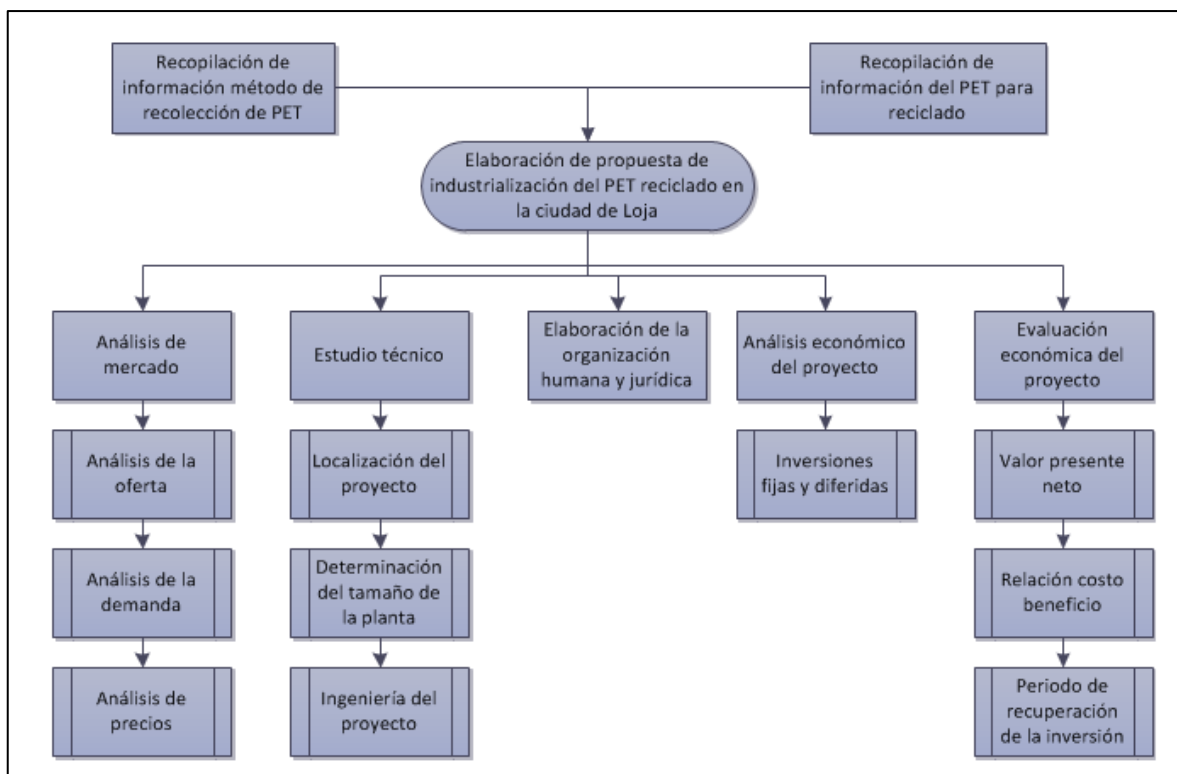 Recopilación de
información método de
recolección de PET
Recopilación de
información del PET para
reciclado
Elaboración de propuesta de
industrialización del PET reciclado en
la ciudad de Loja
Análisis de
mercado
Estudio técnico
Elaboración de la
organización
humana y jurídica
Análisis económico
del proyecto
Evaluación
económica del
proyecto
Análisis de la
oferta
Localización del
proyecto
Inversiones
fijas y diferidas
Valor presente
neto
Análisis de la
demanda
Determinación
del tamaño de
la planta
Relación costo
beneficio
Análisis de
precios
Ingeniería del
proyecto
Periodo de
recuperación
de la inversión